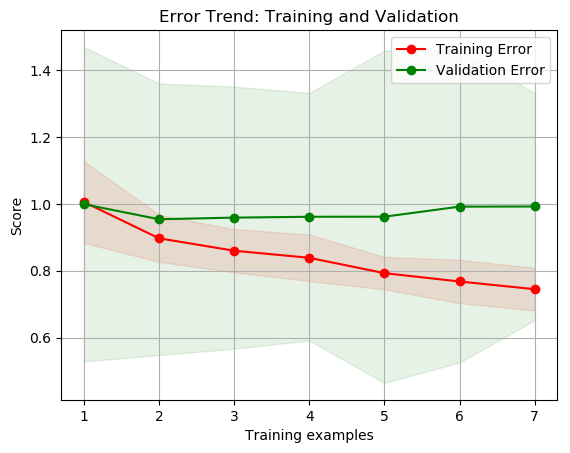 Error Trend: Training and Validation
Training Error
Validation Error
1.4
1.2
1.0
0.8
0.6
Score
1 2 3 4 5 6 7
Training examples